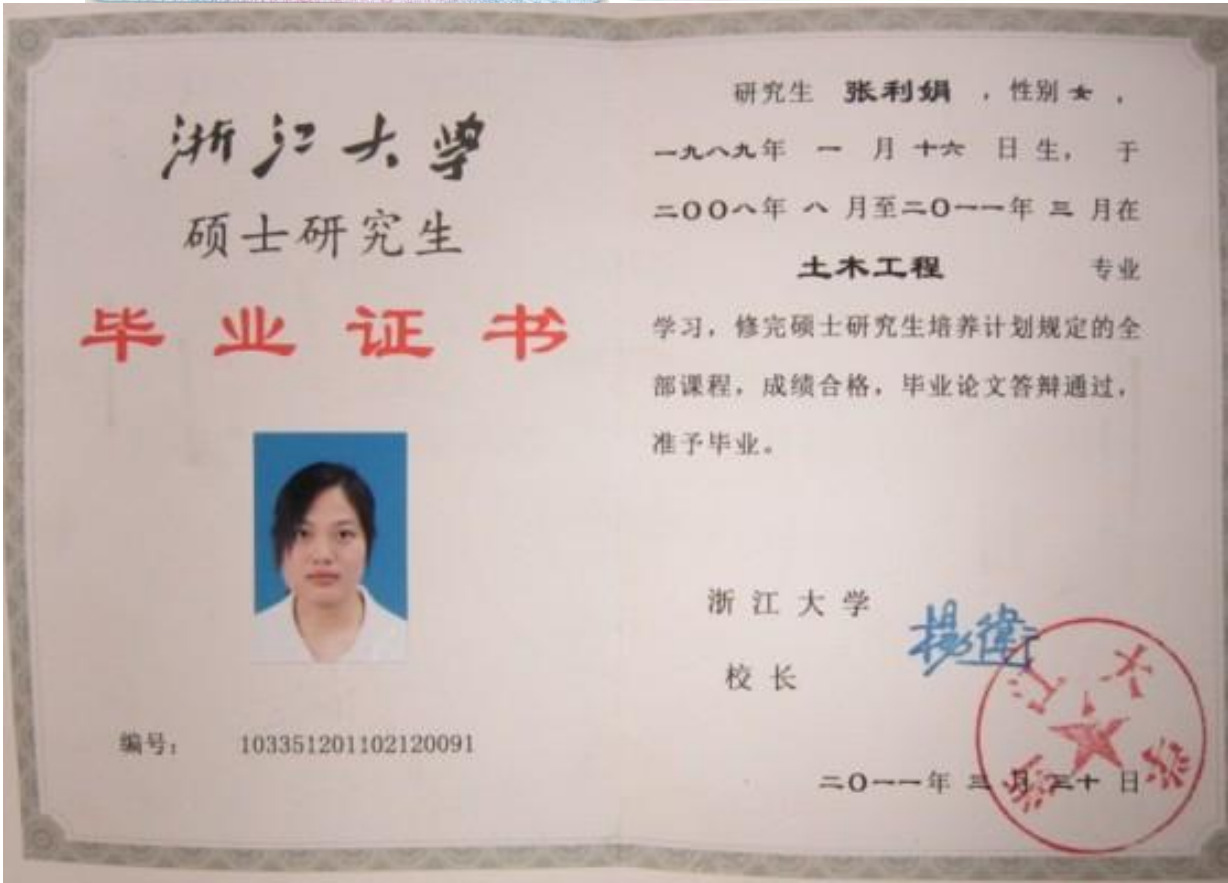 浙江大学
硕士研究生
毕业证书
编号: 103351201102120091
研究生 张利娟 ,性别 女 ,
一九八九年 一 月 十六 日 生, 于
二00八年 八 月至二0一一年 三 月在
土木工程 专业
学习,修完硕士研究生培养计划规定的全
部课程,成绩合格,毕业论文答辩通过,
准予毕业。
浙江大学
校长
杨卫
浙江大学
二0一一年 三 月 三十 日